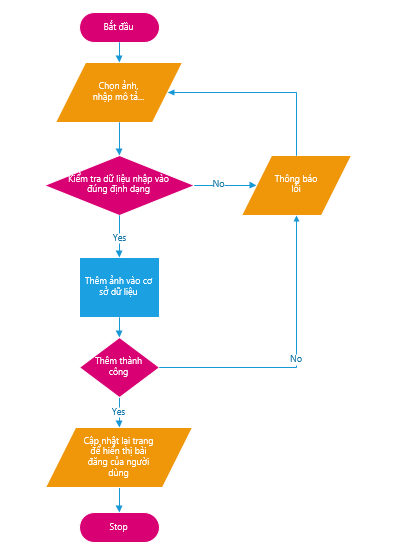 Bắt đầu
Chọn ảnh,
nhập mô tả...
Kiểm tra dữ liệu nhập vào
đúng định dạng
No
Thông báo
lỗi
Yes
Thêm ảnh vào cơ
sở dữ liệu
Thêm thành
công
No
Yes
Cập nhật lại trang
để hiển thị bài
đăng của người
dùng
Stop